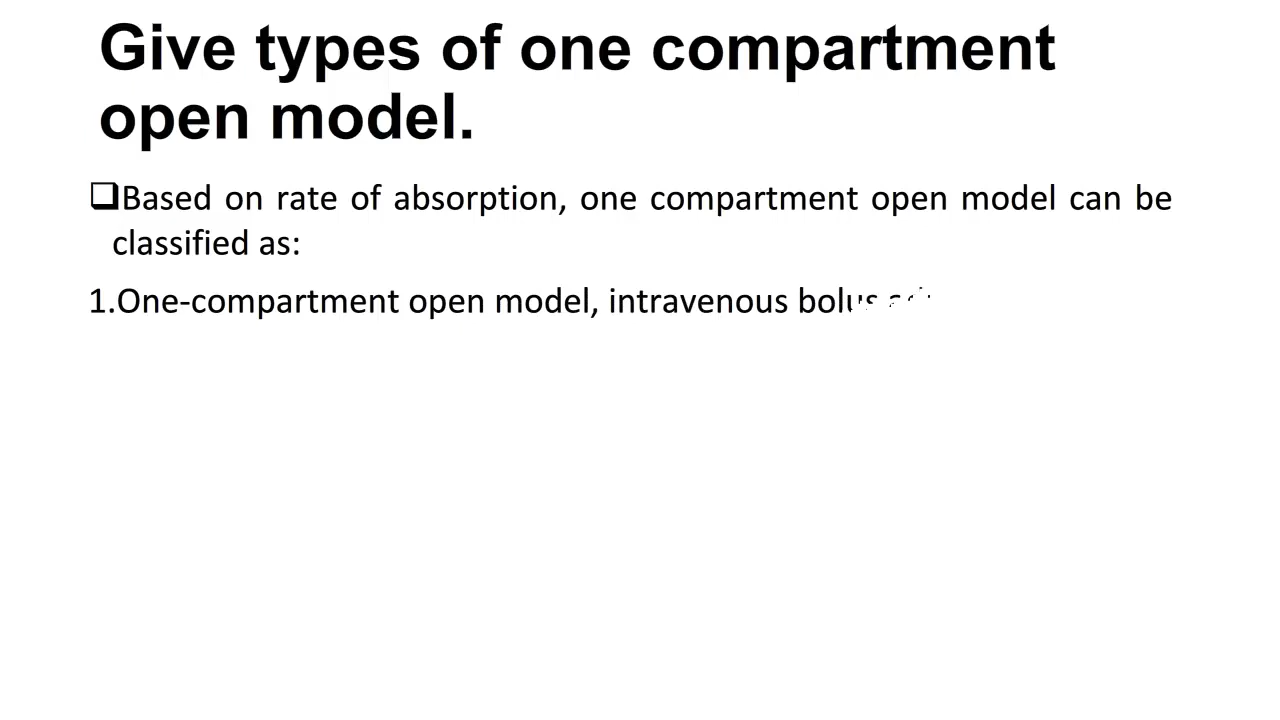 Give types of one compartment
open model.
❑Based on rate of absorption, one compartment open model can be
classified as:
1.One-compartment open model, intravenous bolus